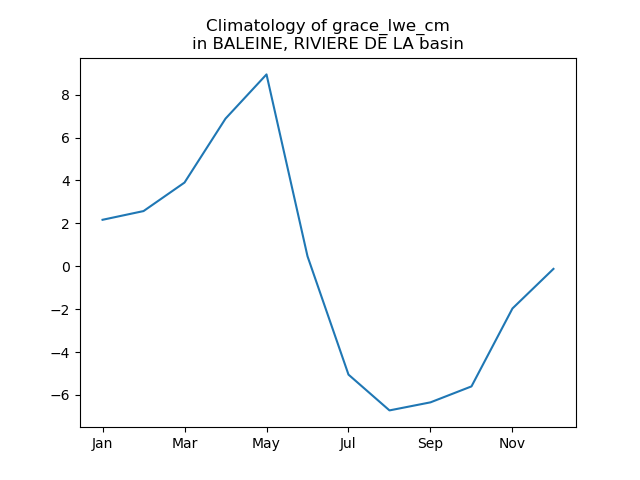 Climatology of grace_lwe_cm
in BALEINE, RIVIERE DE LA basin
8
6
4
2
0
−2
−4
−6
Jan Mar May Jul Sep Nov